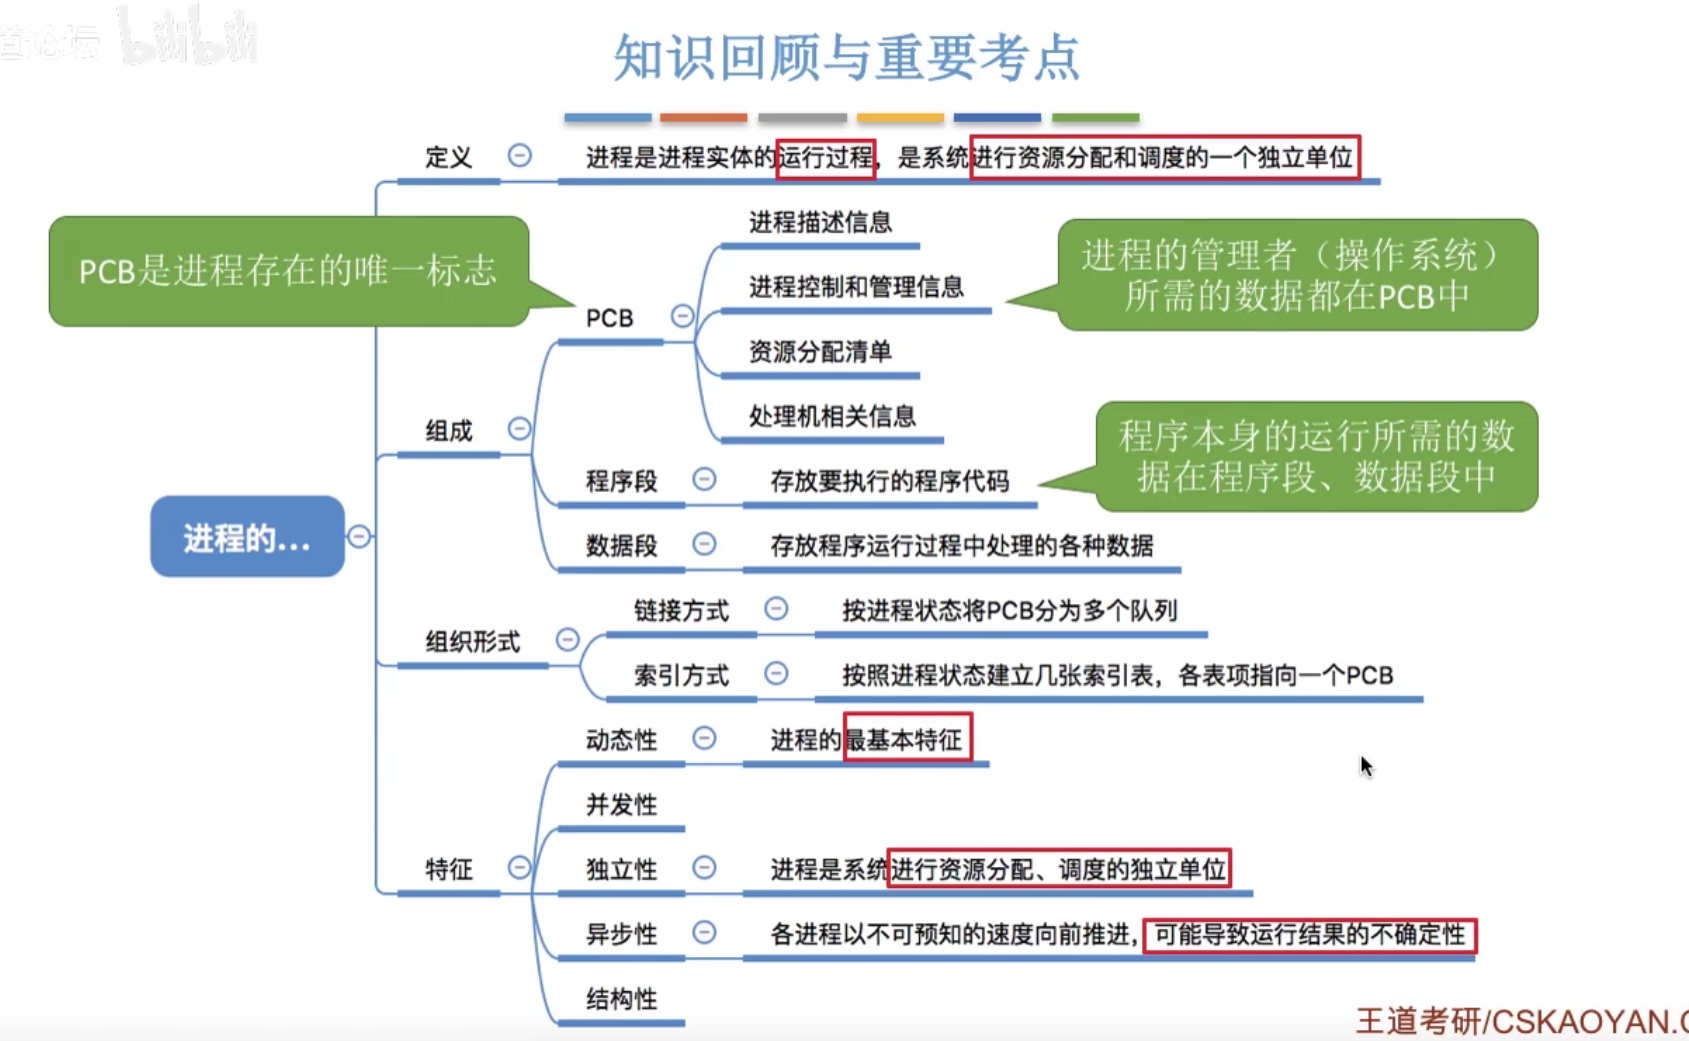 道论坛 bilibili
知识回顾与重要考点
定义
进程是进程实体的运行过程，是系统进行资源分配和调度的一个独立单位
PCB是进程存在的唯一标志
进程描述信息
进程的管理者（操作系统）
所需的数据都在PCB中
进程控制和管理信息
PCB
资源分配清单
处理机相关信息
组成
程序本身的运行所需的数
据在程序段、数据段中
程序段
存放要执行的程序代码
进程的...
数据段
存放程序运行过程中处理的各种数据
链接方式
按进程状态将PCB分为多个队列
组织形式
索引方式
按照进程状态建立几张索引表，各表项指向一个PCB
动态性
进程的最基本特征
并发性
特征
独立性
进程是系统进行资源分配、调度的独立单位
异步性
各进程以不可预知的速度向前推进，可能导致运行结果的不确定性
结构性
王道考研/CSKAOYAN.C